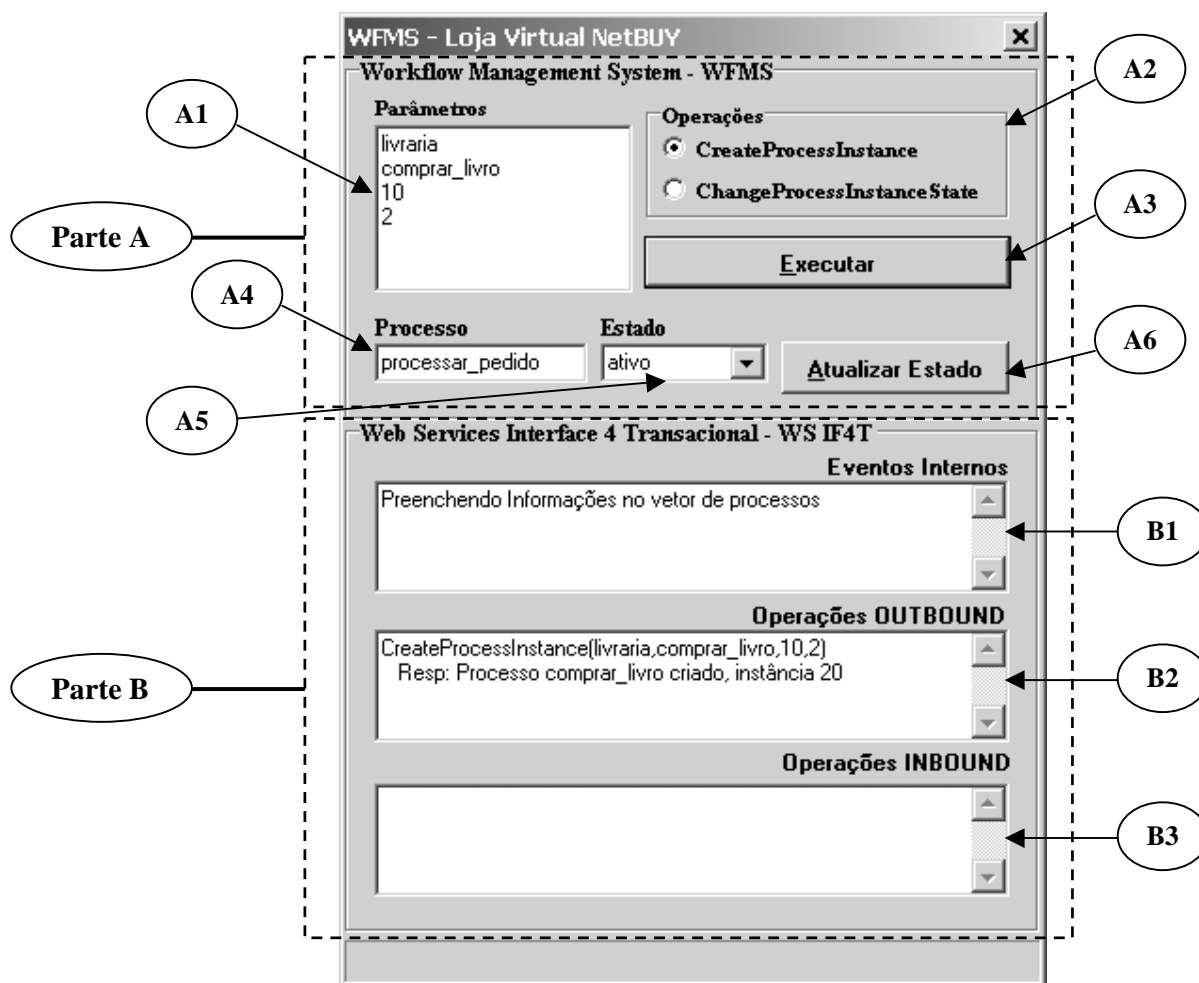 WFMS - Loja Virtual NetBUY
Workflow Management System - WFMS
A2
A1
Parâmetros
Operações
livraria
comprar_livro
10
2
CreateProcessInstance
ChangeProcessInstanceState
A3
Parte A
Executar
A4
Processo
Estado
processar_pedido
ativo
Atualizar Estado
A6
A5
Web Services Interface 4 Transacional - WS IF4T
Eventos Internos
Preenchendo Informações no vetor de processos
B1
Operações OUTBOUND
CreateProcessInstance(livraria,comprar_livro,10,2)
Resp: Processo comprar_livro criado, instância 20
B2
Parte B
Operações INBOUND
B3